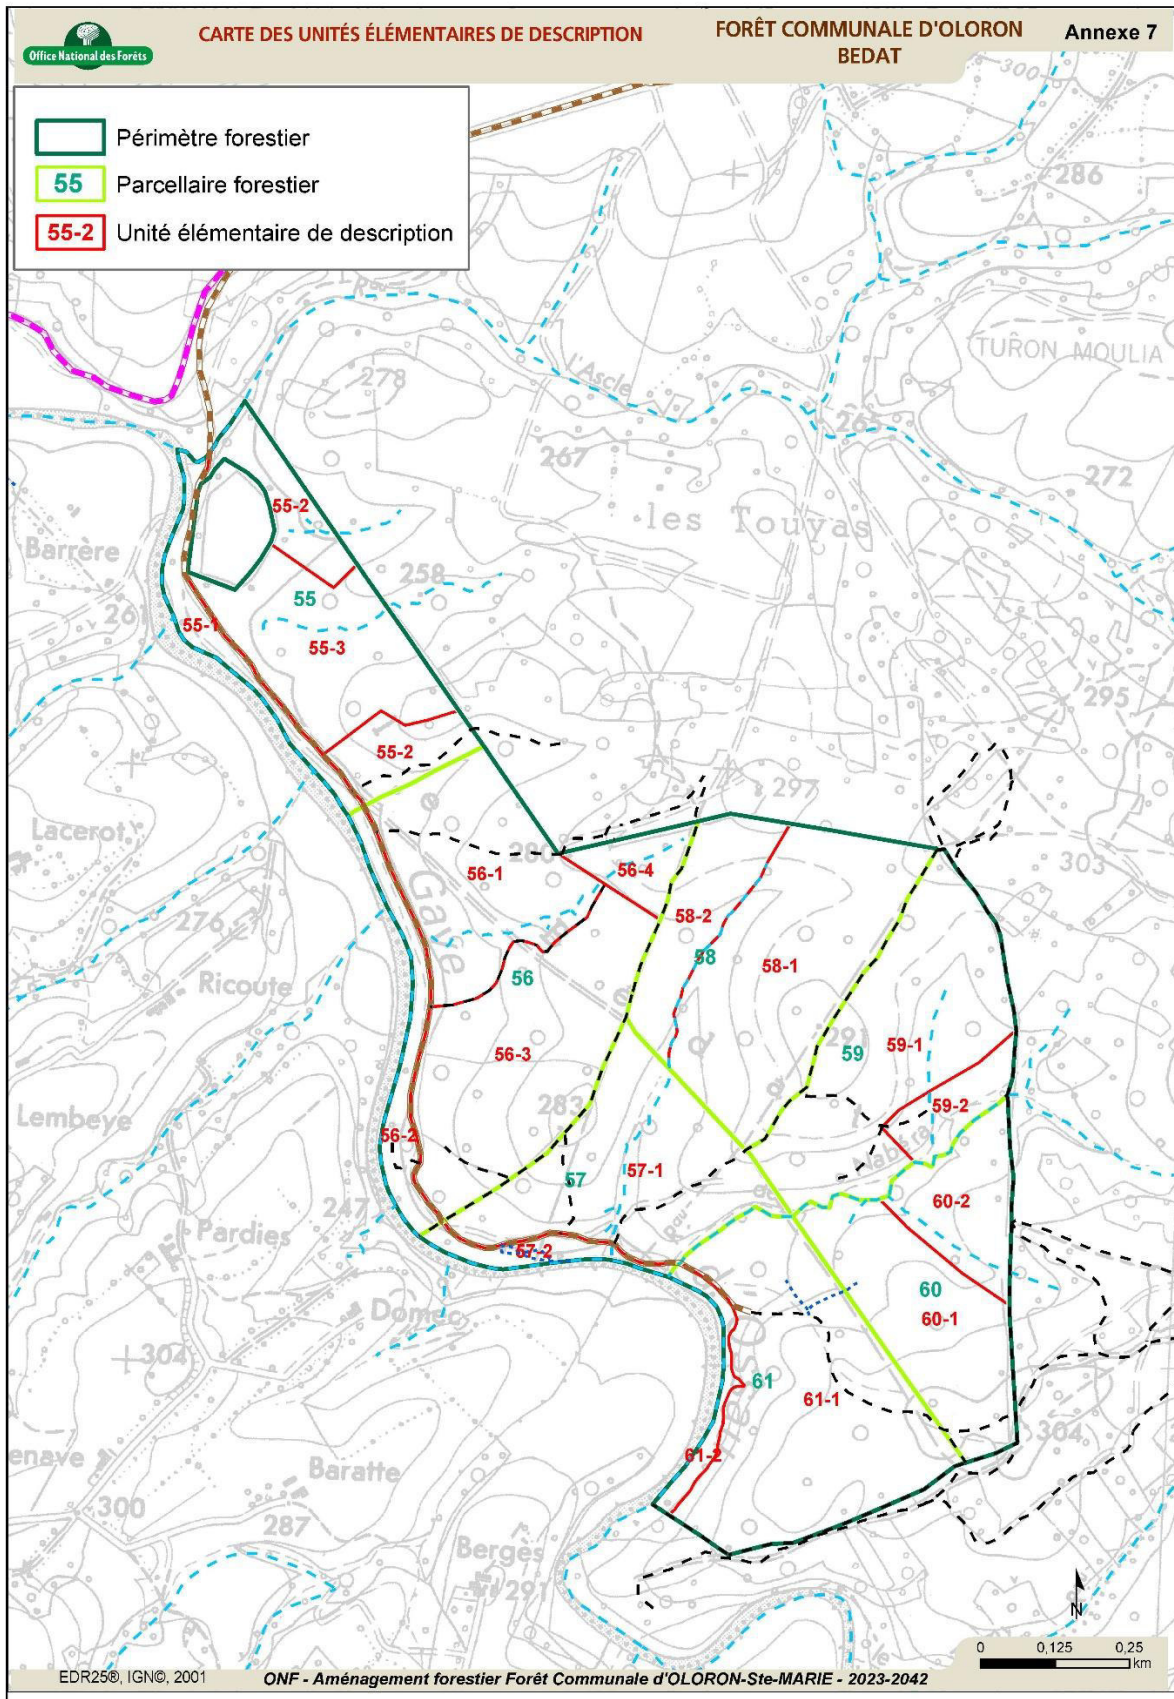 Office National des Forêts
CARTE DES UNITÉS ÉLÉMENTAIRES DE DESCRIPTION
FORÊT COMMUNALE D'OLORON
BEDAT
Annexe 7
Périmètre forestier
55 Parcellaire forestier
55-2 Unité élémentaire de description
300
286
TURON MOULIA
278
l'Ascle
265
267
272
55-2
les Touyas
Barrère
258
55
261
55-1
55-3
295
55-2
297
Lacerot
280
303
56-1
56-4
Gave
58-2
276
58
58-1
56
Ricoute
281
59
59-1
56-3
283
59-2
Lembeye
56-2
57-1
57
60-2
247
Pardies
57-2
60
Domec
60-1
304
61
61-1
304
61-2
enave
Baratte
300
287
Bergès
291
N
0 0,125 0,25
km
EDR25®, IGN©, 2001
ONF - Aménagement forestier Forêt Communale d'OLORON-Ste-MARIE - 2023-2042